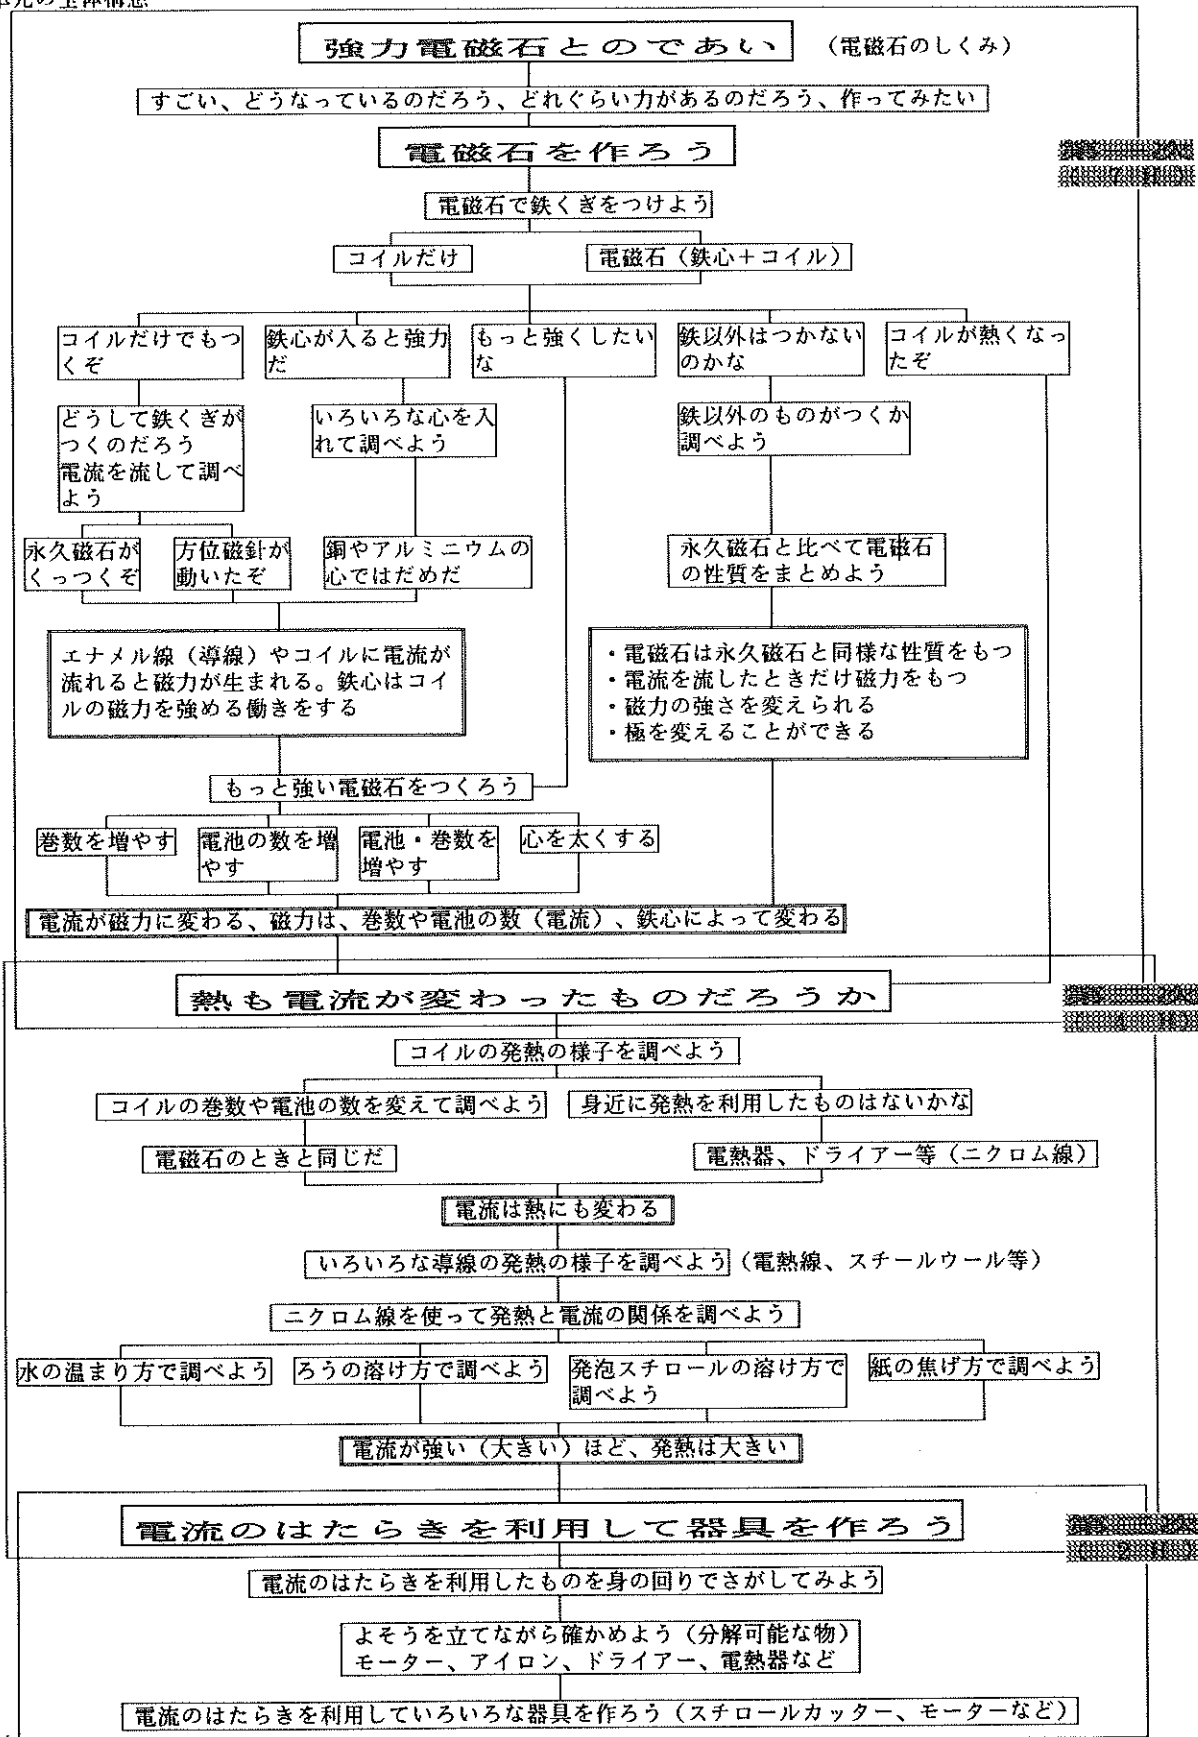 本元の全体構想
強力電磁石とのであい
(電磁石のしくみ)
すごい、どうなっているのだろう、どれぐらい力があるのだろう、作ってみたい
電磁石を作ろう
電磁石で鉄くぎをつけよう
コイルだけ
電磁石(鉄心+コイル)
コイルだけでもつ
くぞ
鉄心が入ると強力
だ
もっと強くしたい
な
鉄以外はつかない
のかな
コイルが熱くなっ
たぞ
どうして鉄くぎが
つくのだろう
電流を流して調べ
よう
いろいろな心を入
れて調べよう
鉄以外のものがつくか
調べよう
永久磁石が
くっつくぞ
方位磁針が
動いたぞ
銅やアルミニウムの
心ではだめだ
永久磁石と比べて電磁石
の性質をまとめよう
エナメル線(導線)やコイルに電流が
流れると磁力が生まれる。鉄心はコイ
ルの磁力を強める働きをする
・電磁石は永久磁石と同様な性質をもつ
・電流を流したときだけ磁力をもつ
・磁力の強さを変えられる
・極を変えることができる
もっと強い電磁石をつくろう
巻数を増やす
電池の数を増
やす
電池・巻数を
増やす
心を太くする
電流が磁力に変わる、磁力は、巻数や電池の数(電流)、鉄心によって変わる
熱も電流が変わったものだろうか
コイルの発熱の様子を調べよう
コイルの巻数や電池の数を変えて調べよう
身近に発熱を利用したものはないかな
電磁石のときと同じだ
電熱器、ドライアー等(ニクロム線)
電流は熱にも変わる
いろいろな導線の発熱の様子を調べよう(電熱線、スチールウール等)
ニクロム線を使って発熱と電流の関係を調べよう
水の温まり方で調べよう
ろうの溶け方で調べよう
発泡スチロールの溶け方で
調べよう
紙の焦げ方で調べよう
電流が強い(大きい)ほど、発熱は大きい
電流のはたらきを利用して器具を作ろう
電流のはたらきを利用したものを身の回りでさがしてみよう
よそうを立てながら確かめよう(分解可能な物)
モーター、アイロン、ドライアー、電熱器など
電流のはたらきを利用していろいろな器具を作ろう(スチロールカッター、モーターなど)